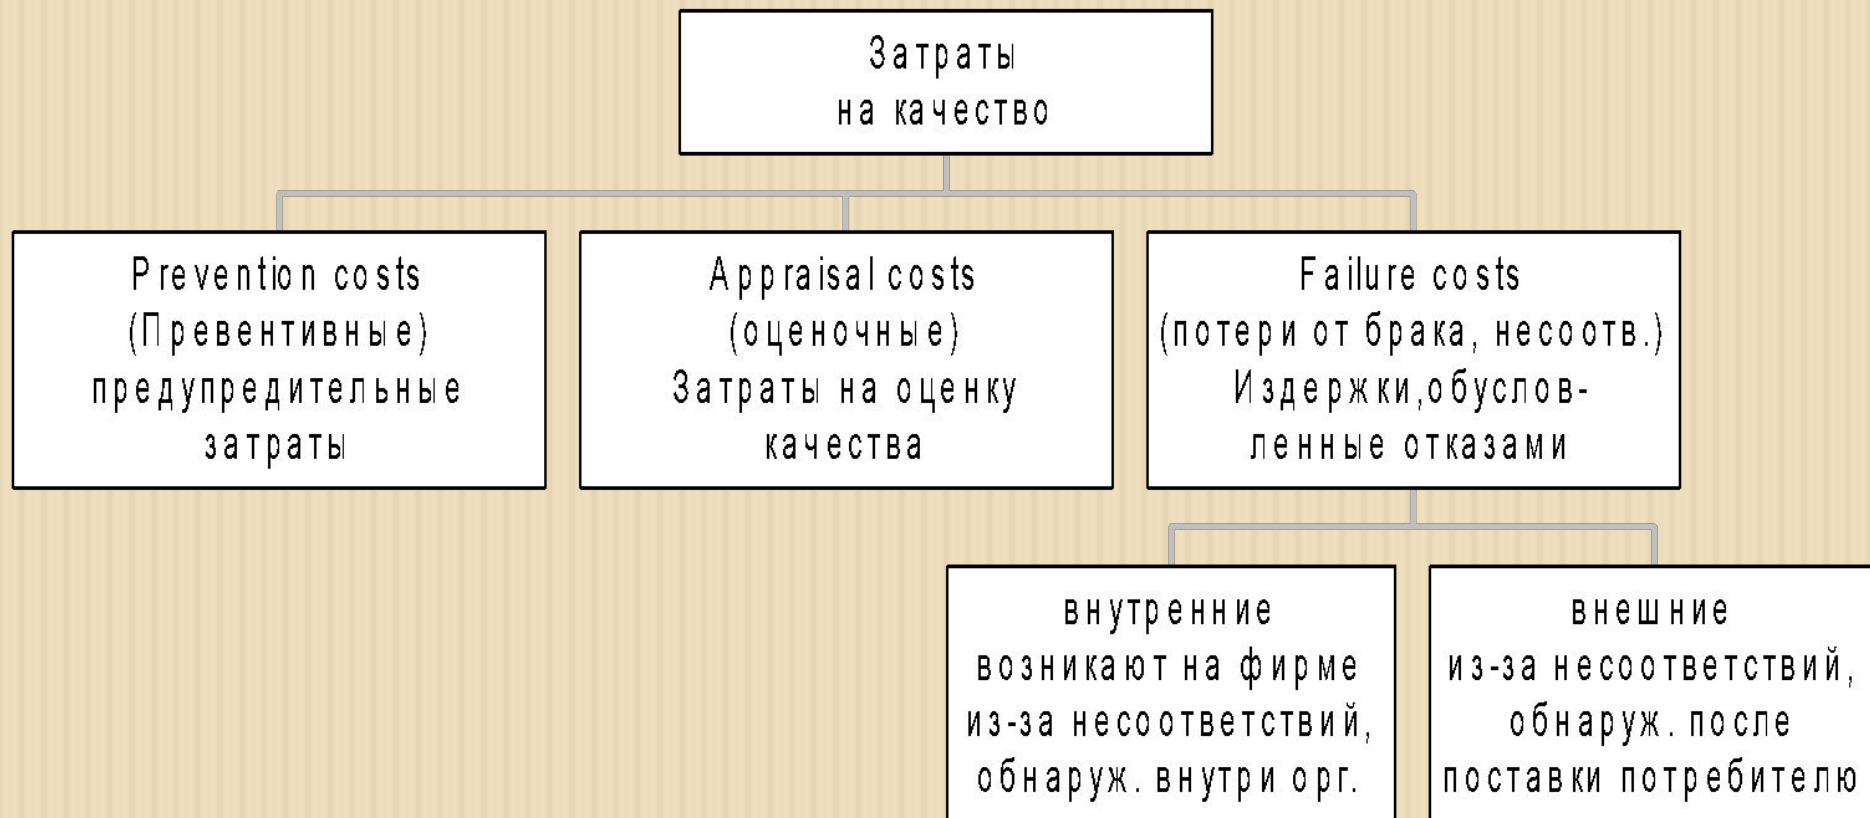 Затраты
на качество
Prevention costs
(Превентивные)
предупредительные
затраты
Appraisal costs
(оценочные)
Затраты на оценку
качества
Failure costs
(потери от брака, несоотв.)
Издержки,обуслов-
ленные отказами
внутренние
возникают на фирме
из-за несоответствий,
обнаруж. внутри орг.
внешние
из-за несоответствий,
обнаруж. после
поставки потребителю